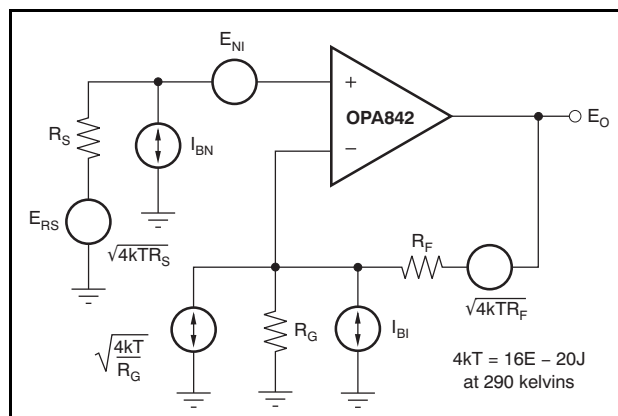 E_NI
+
OPA842
−
E_O
R_S
I_BN
E_RS
√4kTR_S
R_F
√4kTR_F
√4kT/R_G
R_G
I_BI
4kT = 16E – 20J
at 290 kelvins